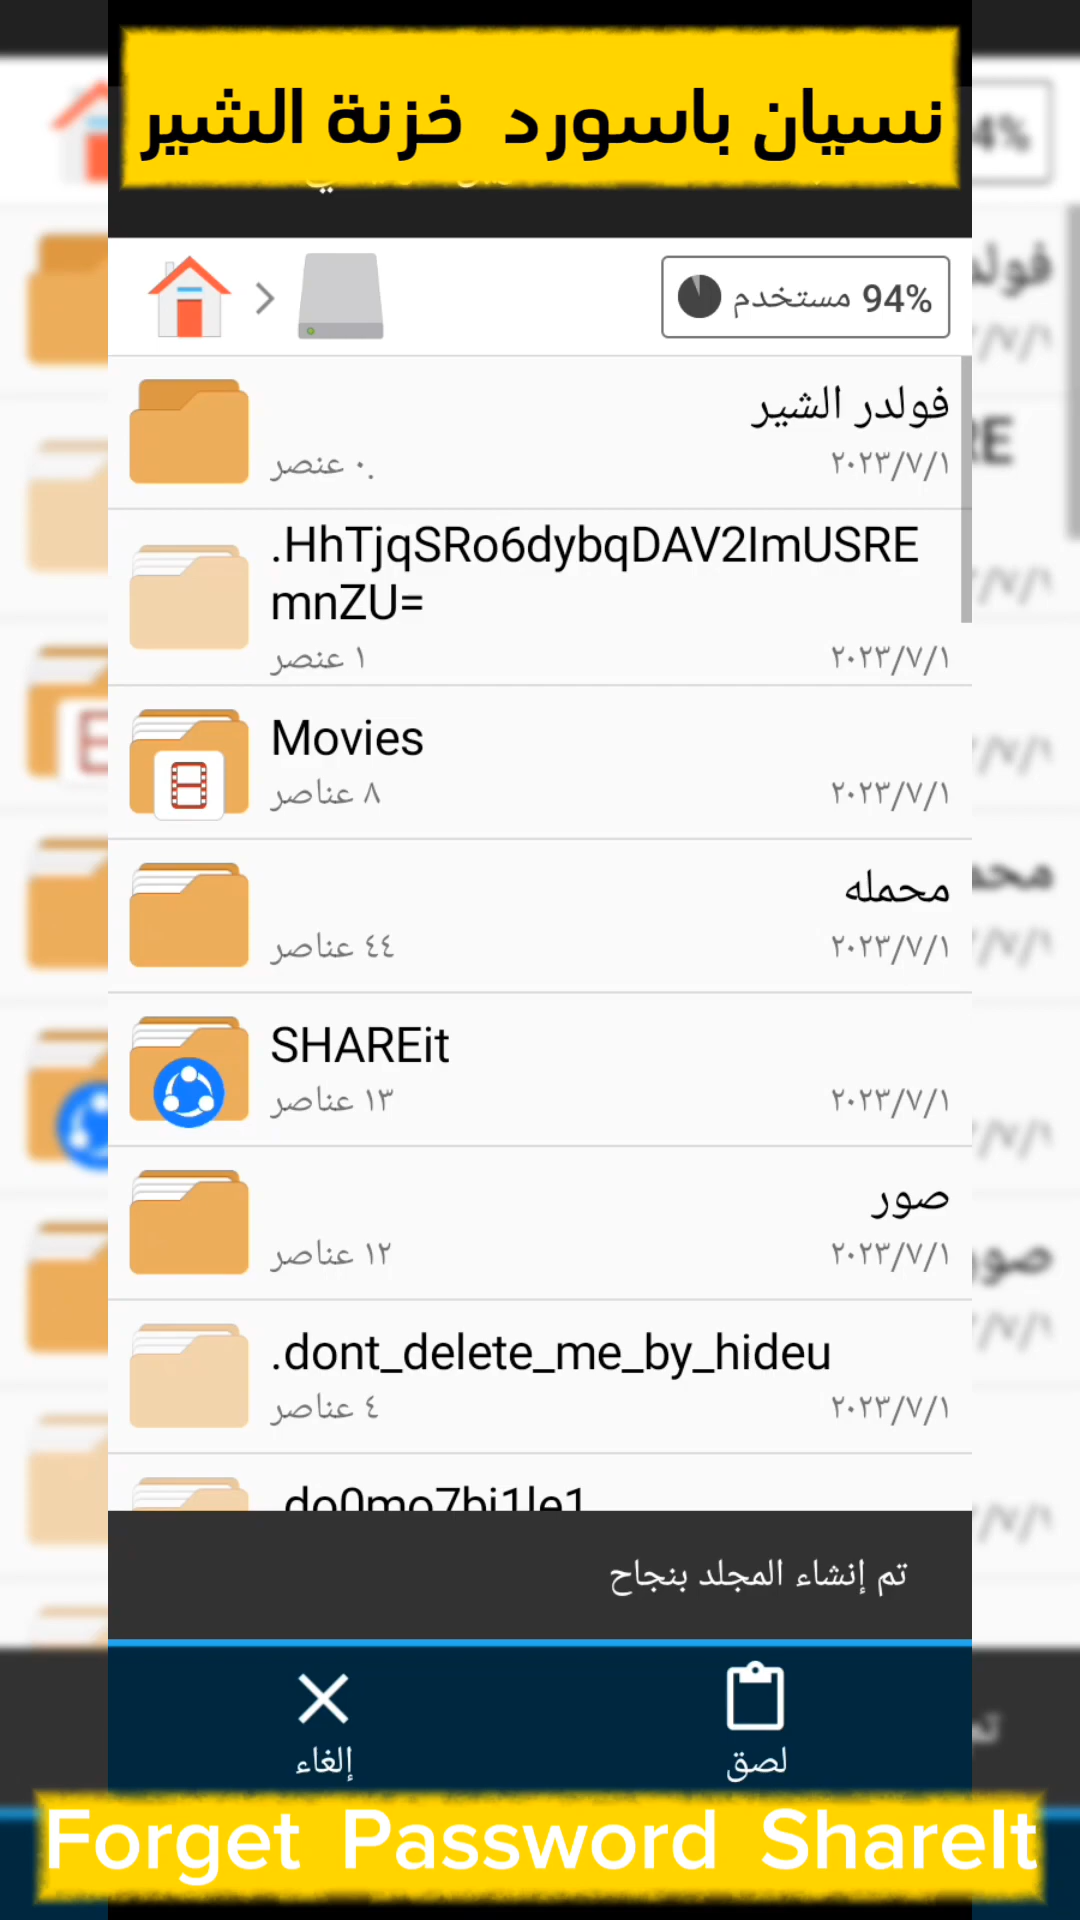 نسيان باسورد خزنة الشير
94% مستخدم
فولدر الشير
٠. عنصر
٢٠٢٣/٧/١
.HhTjqSRo6dybqDAV2ImUSRE
mnZU=
١ عنصر
٢٠٢٣/٧/١
Movies
٨ عناصر
٢٠٢٣/٧/١
محمله
٤٤ عناصر
٢٠٢٣/٧/١
SHAREit
١٣ عناصر
٢٠٢٣/٧/١
صور
١٢ عناصر
٢٠٢٣/٧/١
.dont_delete_me_by_hideu
٤ عناصر
٢٠٢٣/٧/١
.do0mo7bi1le1
تم إنشاء المجلد بنجاح
إلغاء
لصق
Forget Password ShareIt